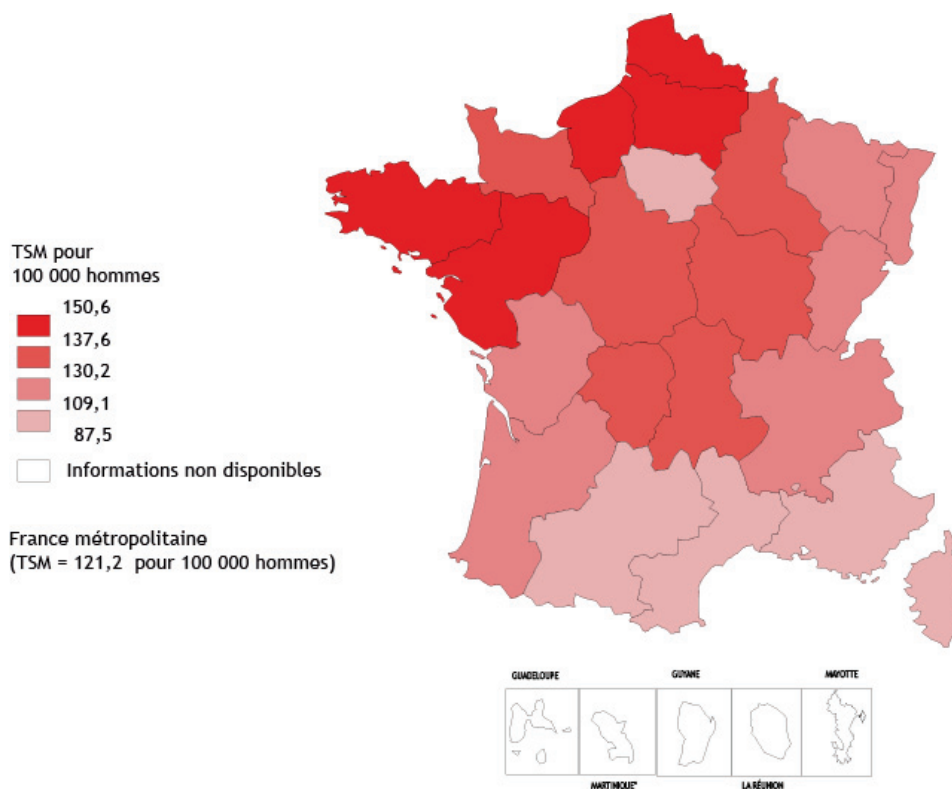 TSM pour
100 000 hommes
150,6
137,6
130,2
109,1
87,5
Informations non disponibles
France métropolitaine
(TSM = 121,2 pour 100 000 hommes)
GUADELOUPE
GUYANE
MAYOTTE
MARTINIQUE*
LA RÉUNION